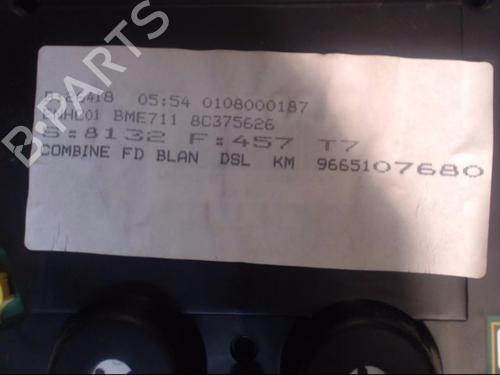 05:54 0108000187
BME711 8C375626
S:8132 F:457 T7
COMBINE FD BLAN DSL KM 9665107680
B-PARTS